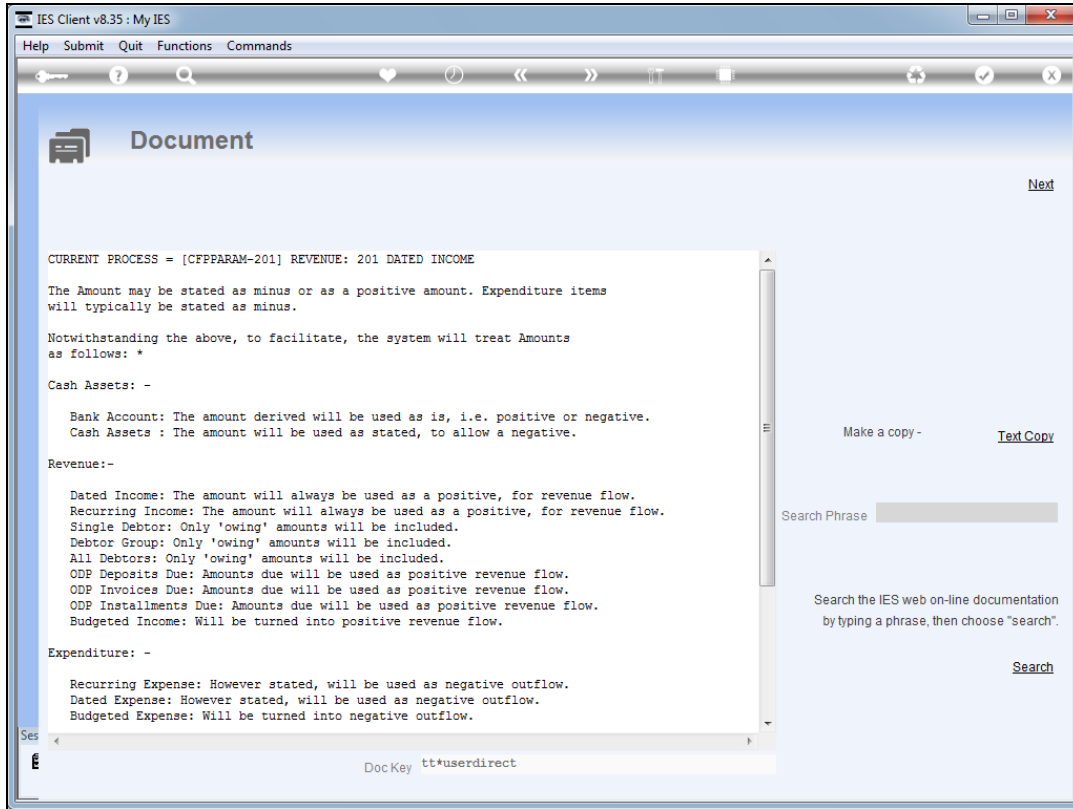 IES Client v8.35 : My IES
Help Submit Quit Functions Commands
Document
Next
CURRENT PROCESS = [CFPPARAM-201] REVENUE: 201 DATED INCOME
The Amount may be stated as minus or as a positive amount. Expenditure items
will typically be stated as minus.
Notwithstanding the above, to facilitate, the system will treat Amounts
as follows: *
Cash Assets: -
Bank Account: The amount derived will be used as is, i.e. positive or negative.
Cash Assets : The amount will be used as stated, to allow a negative.
Revenue:-
Dated Income: The amount will always be used as a positive, for revenue flow.
Recurring Income: The amount will always be used as a positive, for revenue flow.
Single Debtor: Only 'owing' amounts will be included.
Debtor Group: Only 'owing' amounts will be included.
All Debtors: Only 'owing' amounts will be included.
ODP Deposits Due: Amounts due will be used as positive revenue flow.
ODP Invoices Due: Amounts due will be used as positive revenue flow.
ODP Installments Due: Amounts due will be used as positive revenue flow.
Budgeted Income: Will be turned into positive revenue flow.
Expenditure: -
Recurring Expense: However stated, will be used as negative outflow.
Dated Expense: However stated, will be used as negative outflow.
Budgeted Expense: Will be turned into negative outflow.
Make a copy - Text Copy
Search Phrase
Search the IES web on-line documentation
by typing a phrase, then choose "search".
Search
Ses
Doc Key tt*userdirect